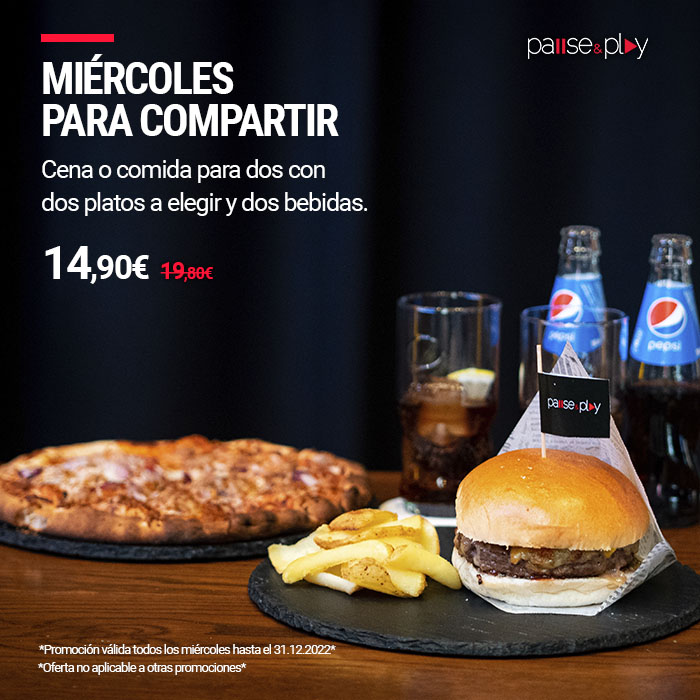 pause&play
MIÉRCOLES
PARA COMPARTIR
Cena o comida para dos con
dos platos a elegir y dos bebidas.
14,90€ 19,80€
pepsi
pepsi
pause&play
*Promoción válida todos los miércoles hasta el 31.12.2022*
*Oferta no aplicable a otras promociones*